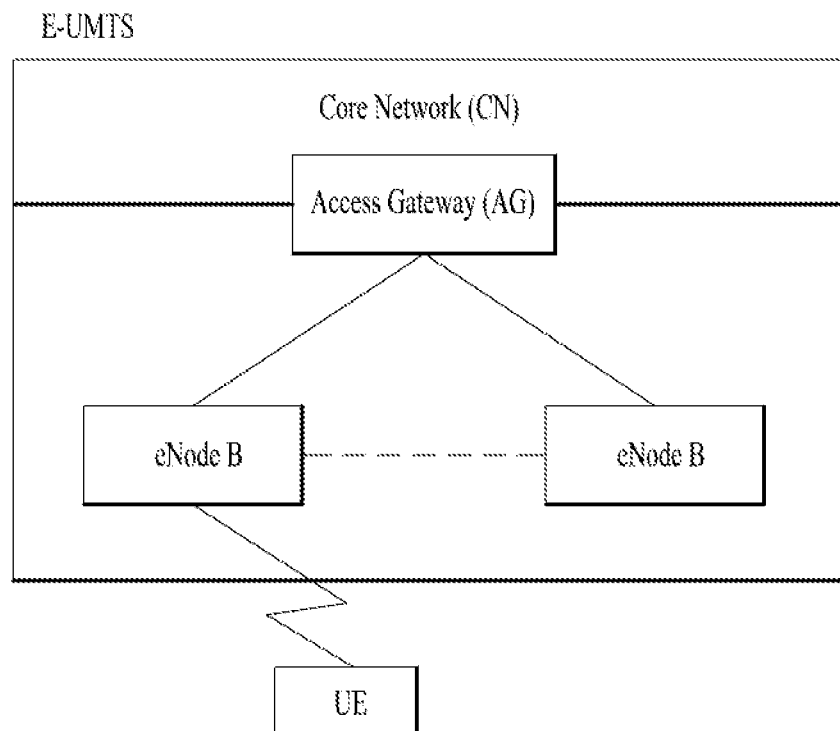 E-UMTS
Core Network (CN)
Access Gateway (AG)
eNode B
eNode B
UE